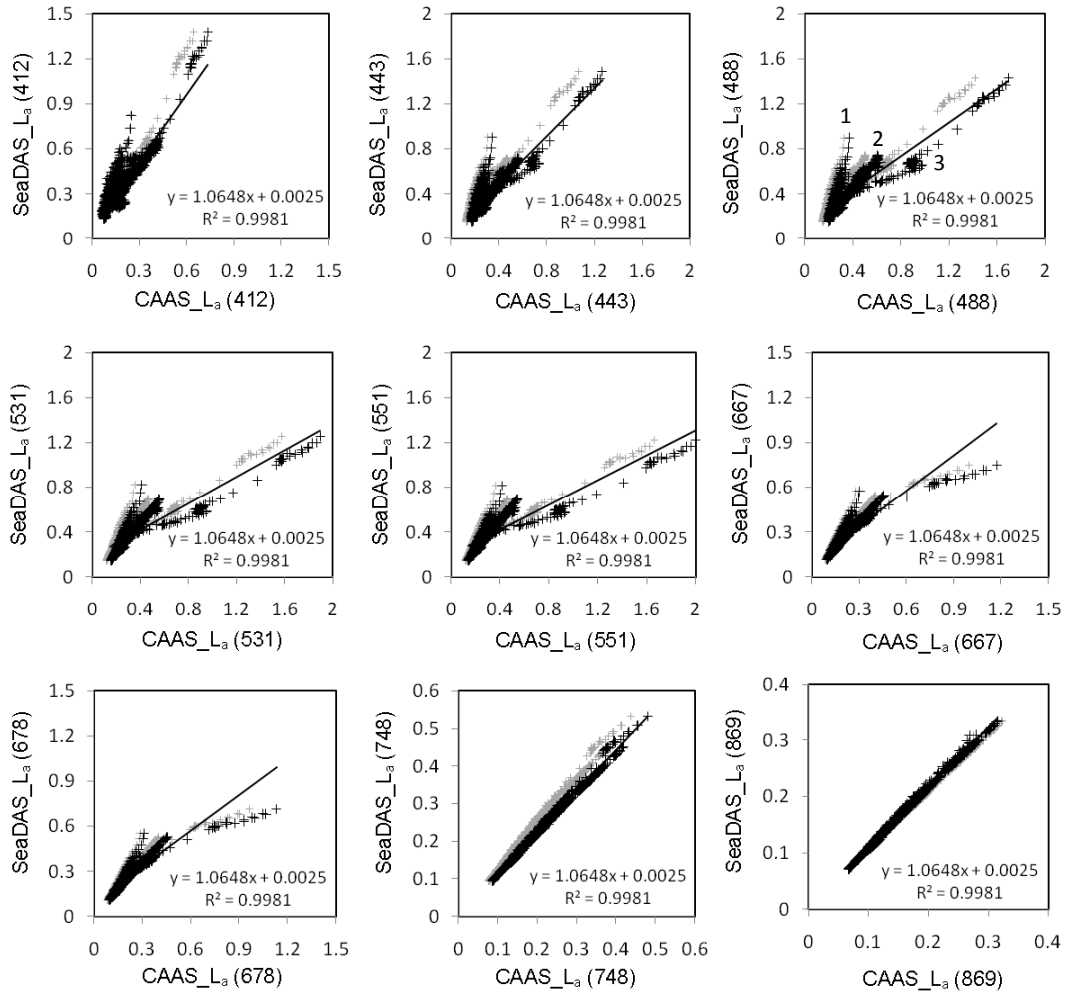 SeaDAS_Lₐ (412)
1.5
1.2
0.9
0.6
0.3
0
y = 1.0648x + 0.0025
R² = 0.9981
0 0.3 0.6 0.9 1.2 1.5
CAAS_Lₐ (412)
SeaDAS_Lₐ (443)
2
1.6
1.2
0.8
0.4
0
y = 1.0648x + 0.0025
R² = 0.9981
0 0.4 0.8 1.2 1.6 2
CAAS_Lₐ (443)
SeaDAS_Lₐ (488)
2
1.6
1.2
0.8
0.4
0
1
2
3
y = 1.0648x + 0.0025
R² = 0.9981
0 0.4 0.8 1.2 1.6 2
CAAS_Lₐ (488)
SeaDAS_Lₐ (531)
2
1.6
1.2
0.8
0.4
0
y = 1.0648x + 0.0025
R² = 0.9981
0 0.4 0.8 1.2 1.6 2
CAAS_Lₐ (531)
SeaDAS_Lₐ (551)
2
1.6
1.2
0.8
0.4
0
y = 1.0648x + 0.0025
R² = 0.9981
0 0.4 0.8 1.2 1.6 2
CAAS_Lₐ (551)
SeaDAS_Lₐ (667)
1.5
1.2
0.9
0.6
0.3
0
y = 1.0648x + 0.0025
R² = 0.9981
0 0.3 0.6 0.9 1.2 1.5
CAAS_Lₐ (667)
SeaDAS_Lₐ (678)
1.5
1.2
0.9
0.6
0.3
0
y = 1.0648x + 0.0025
R² = 0.9981
0 0.3 0.6 0.9 1.2 1.5
CAAS_Lₐ (678)
SeaDAS_Lₐ (748)
0.6
0.5
0.4
0.3
0.2
0.1
0
y = 1.0648x + 0.0025
R² = 0.9981
0 0.1 0.2 0.3 0.4 0.5 0.6
CAAS_Lₐ (748)
SeaDAS_Lₐ (869)
0.4
0.3
0.2
0.1
0
y = 1.0648x + 0.0025
R² = 0.9981
0 0.1 0.2 0.3 0.4
CAAS_Lₐ (869)